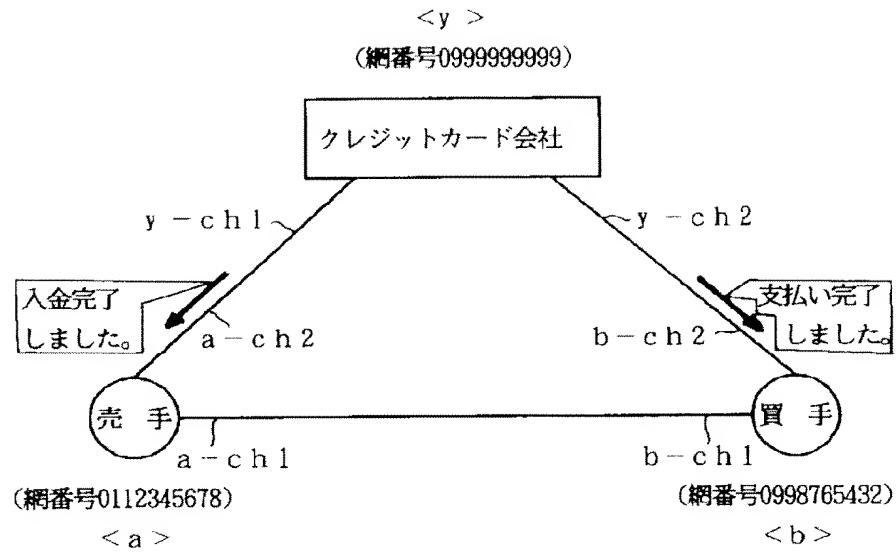 <y>
(網番号0999999999)
クレジットカード会社
y-ch1
y-ch2
入金完了
しました。
支払い完了
しました。
a-ch2
b-ch2
売 手
買 手
a-ch1
b-ch1
(網番号0112345678)
(網番号0998765432)
<a>
<b>